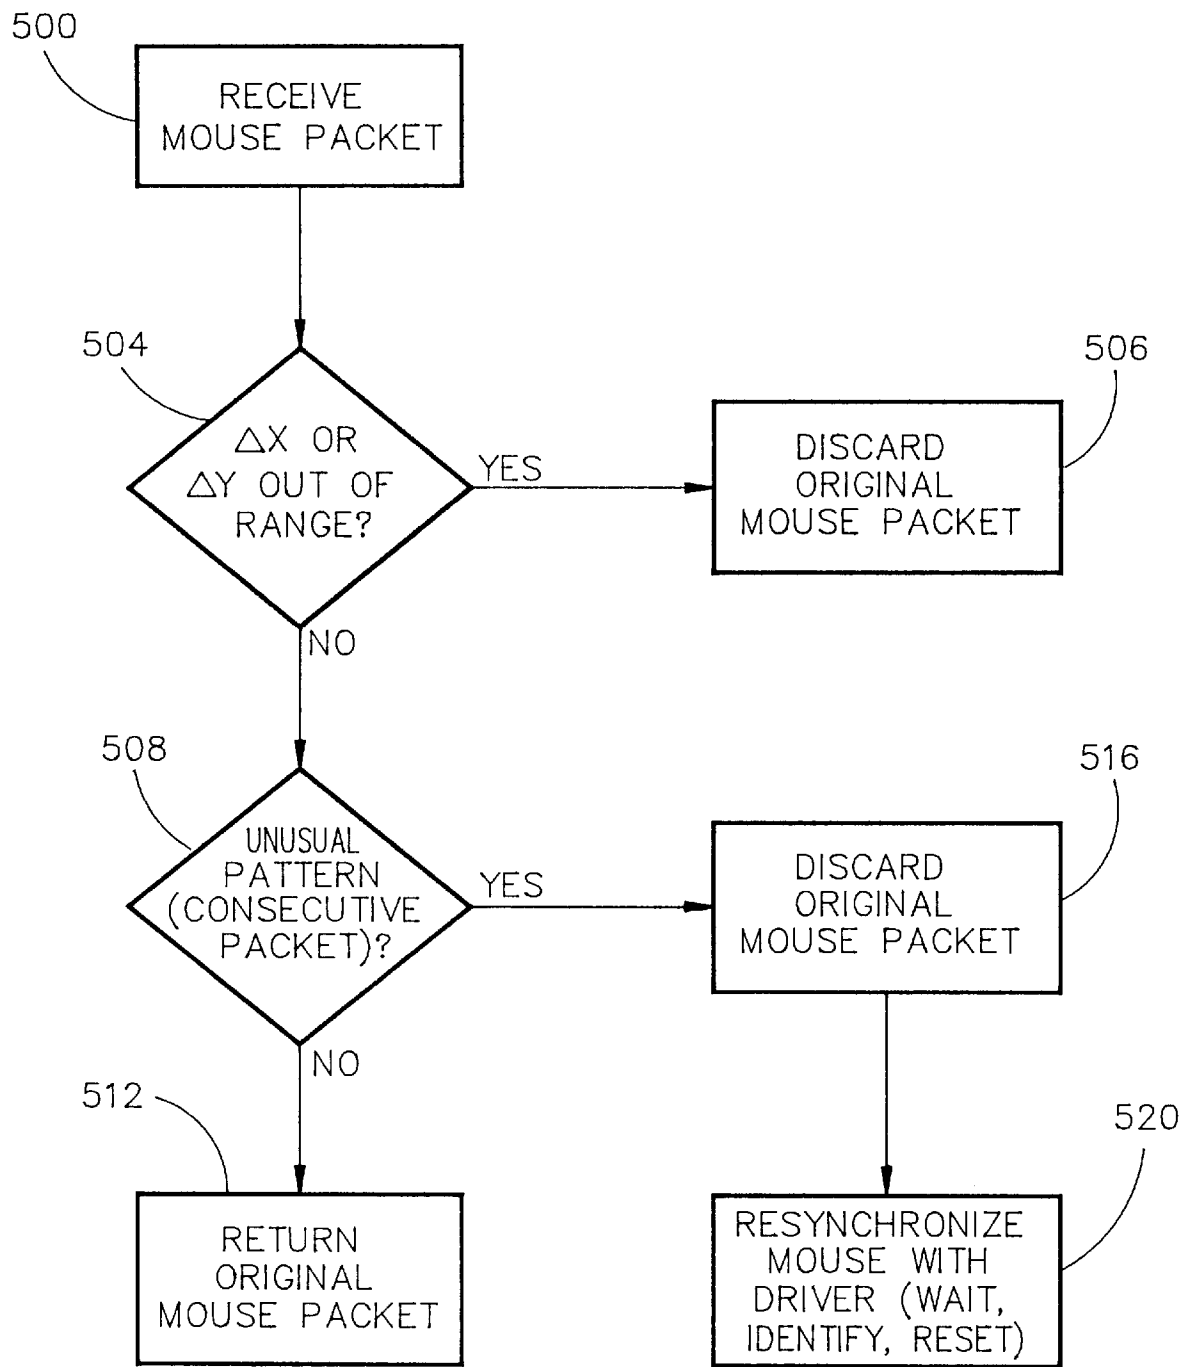 500
RECEIVE
MOUSE PACKET
504
△X OR
△Y OUT OF
RANGE?
YES
506
DISCARD
ORIGINAL
MOUSE PACKET
NO
508
UNUSUAL
PATTERN
(CONSECUTIVE
PACKET)?
YES
516
DISCARD
ORIGINAL
MOUSE PACKET
NO
512
RETURN
ORIGINAL
MOUSE PACKET
520
RESYNCHRONIZE
MOUSE WITH
DRIVER (WAIT,
IDENTIFY, RESET)